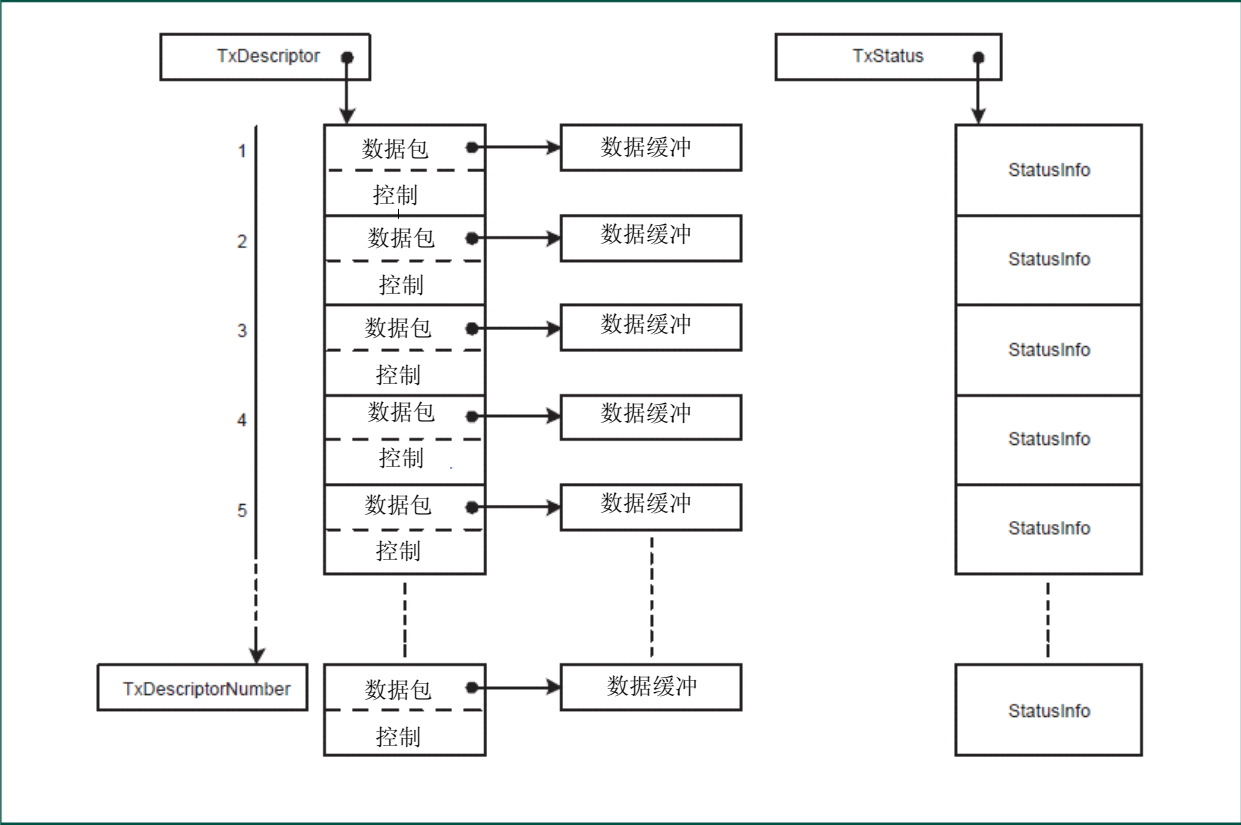 TxDescriptor
TxStatus
1
数据包
数据缓冲
控制
StatusInfo
2
数据包
数据缓冲
控制
StatusInfo
3
数据包
数据缓冲
控制
StatusInfo
4
数据包
数据缓冲
控制
StatusInfo
5
数据包
数据缓冲
控制
StatusInfo
TxDescriptorNumber
数据包
数据缓冲
控制
StatusInfo